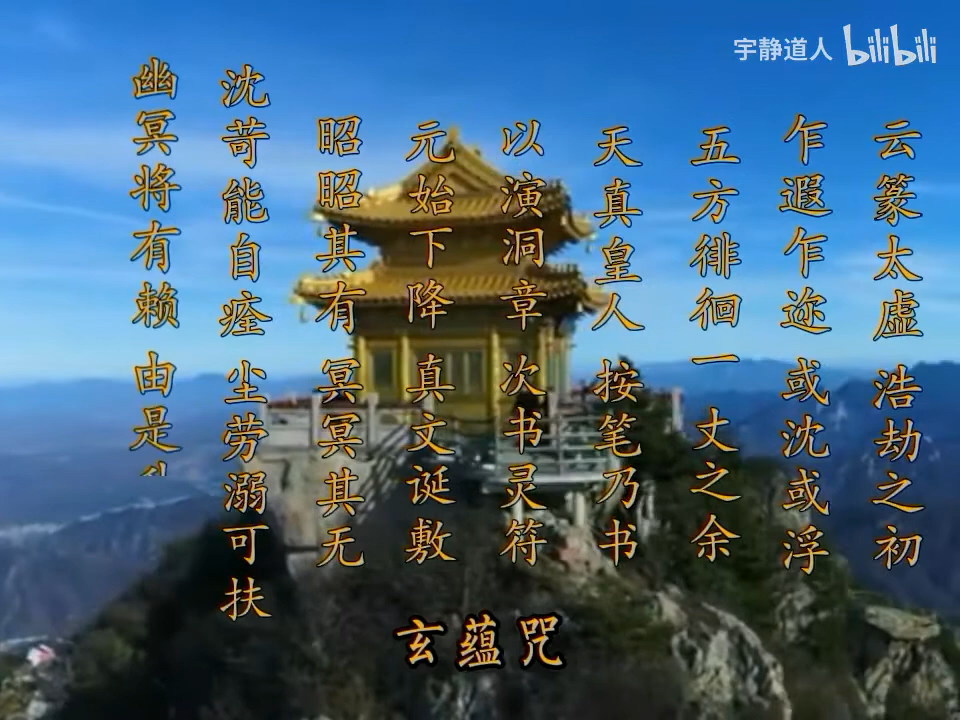 宇静道人 bilibili
云篆太虚 浩劫之初
乍遐乍迩 或沈或浮
五方徘徊 一丈之余
天真皇人 按笔乃书
以演洞章 次书灵符
元始下降 真文诞敷
昭昭其有 冥冥其无
沈苛能自痊 尘劳溺可扶
幽冥将有赖 由是
玄蕴咒